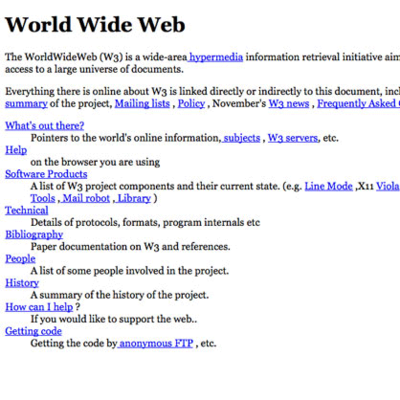 World Wide Web
The WorldWideWeb (W3) is a wide-area hypermedia information retrieval initiative
access to a large universe of documents.
Everything there is online about W3 is linked directly or indirectly to this document,
summary of the project, Mailing lists , Policy , November's W3 news , Frequently Asked
What's out there?
Pointers to the world's online information, subjects , W3 servers, etc.
Help
on the browser you are using
Software Products
A list of W3 project components and their current state. (e.g. Line Mode ,X11 Viola
Tools , Mail robot , Library )
Technical
Details of protocols, formats, program internals etc
Bibliography
Paper documentation on W3 and references.
People
A list of some people involved in the project.
History
A summary of the history of the project.
How can I help ?
If you would like to support the web..
Getting code
Getting the code by anonymous FTP , etc.